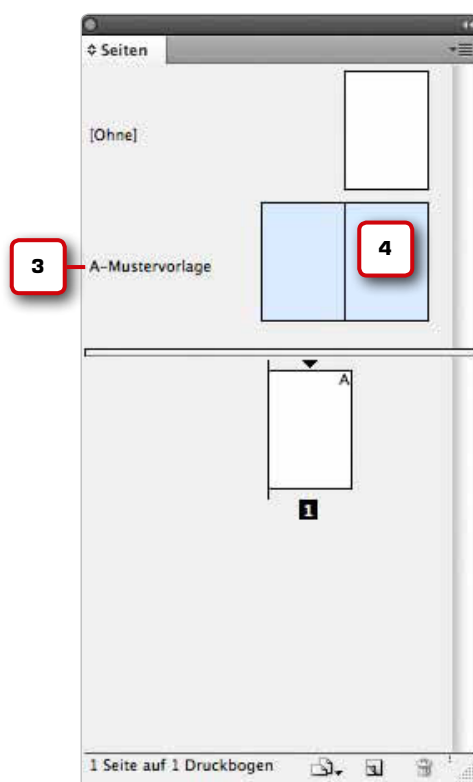 Seiten
[Ohne]
4
3
A-Mustervorlage
A
1
1 Seite auf 1 Druckbogen